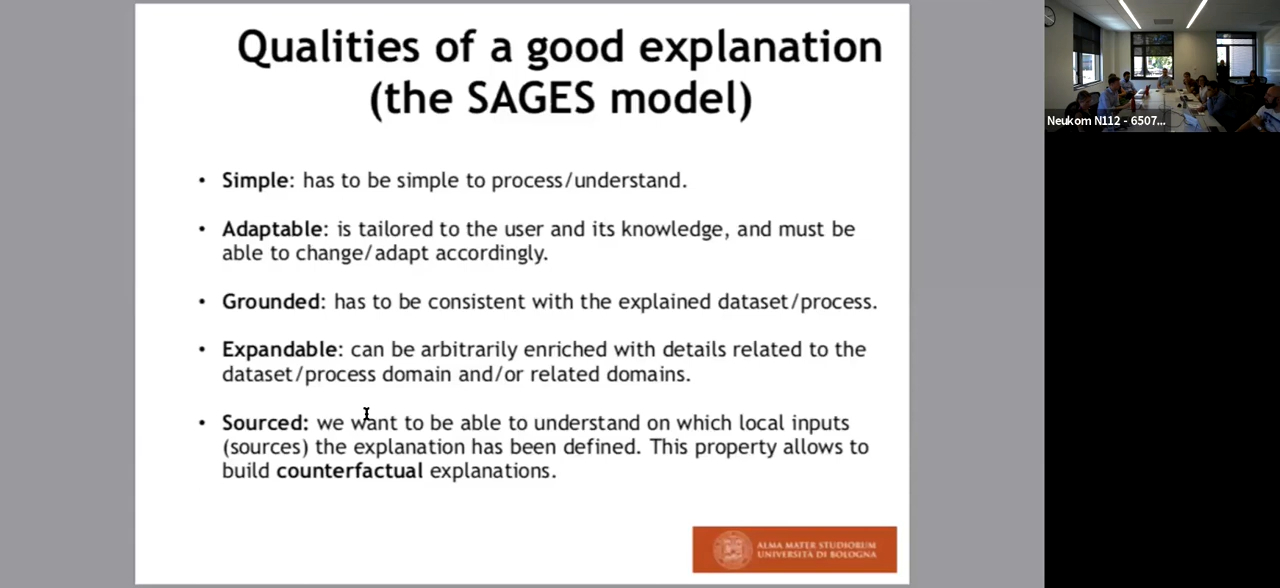 Qualities of a good explanation
(the SAGES model)
• Simple: has to be simple to process/understand.
• Adaptable: is tailored to the user and its knowledge, and must be
able to change/adapt accordingly.
• Grounded: has to be consistent with the explained dataset/process.
• Expandable: can be arbitrarily enriched with details related to the
dataset/process domain and/or related domains.
• Sourced: we want to be able to understand on which local inputs
(sources) the explanation has been defined. This property allows to
build counterfactual explanations.
ALMA MATER STUDIORUM
UNIVERSITÀ DI BOLOGNA
Neukom N112 - 6507...